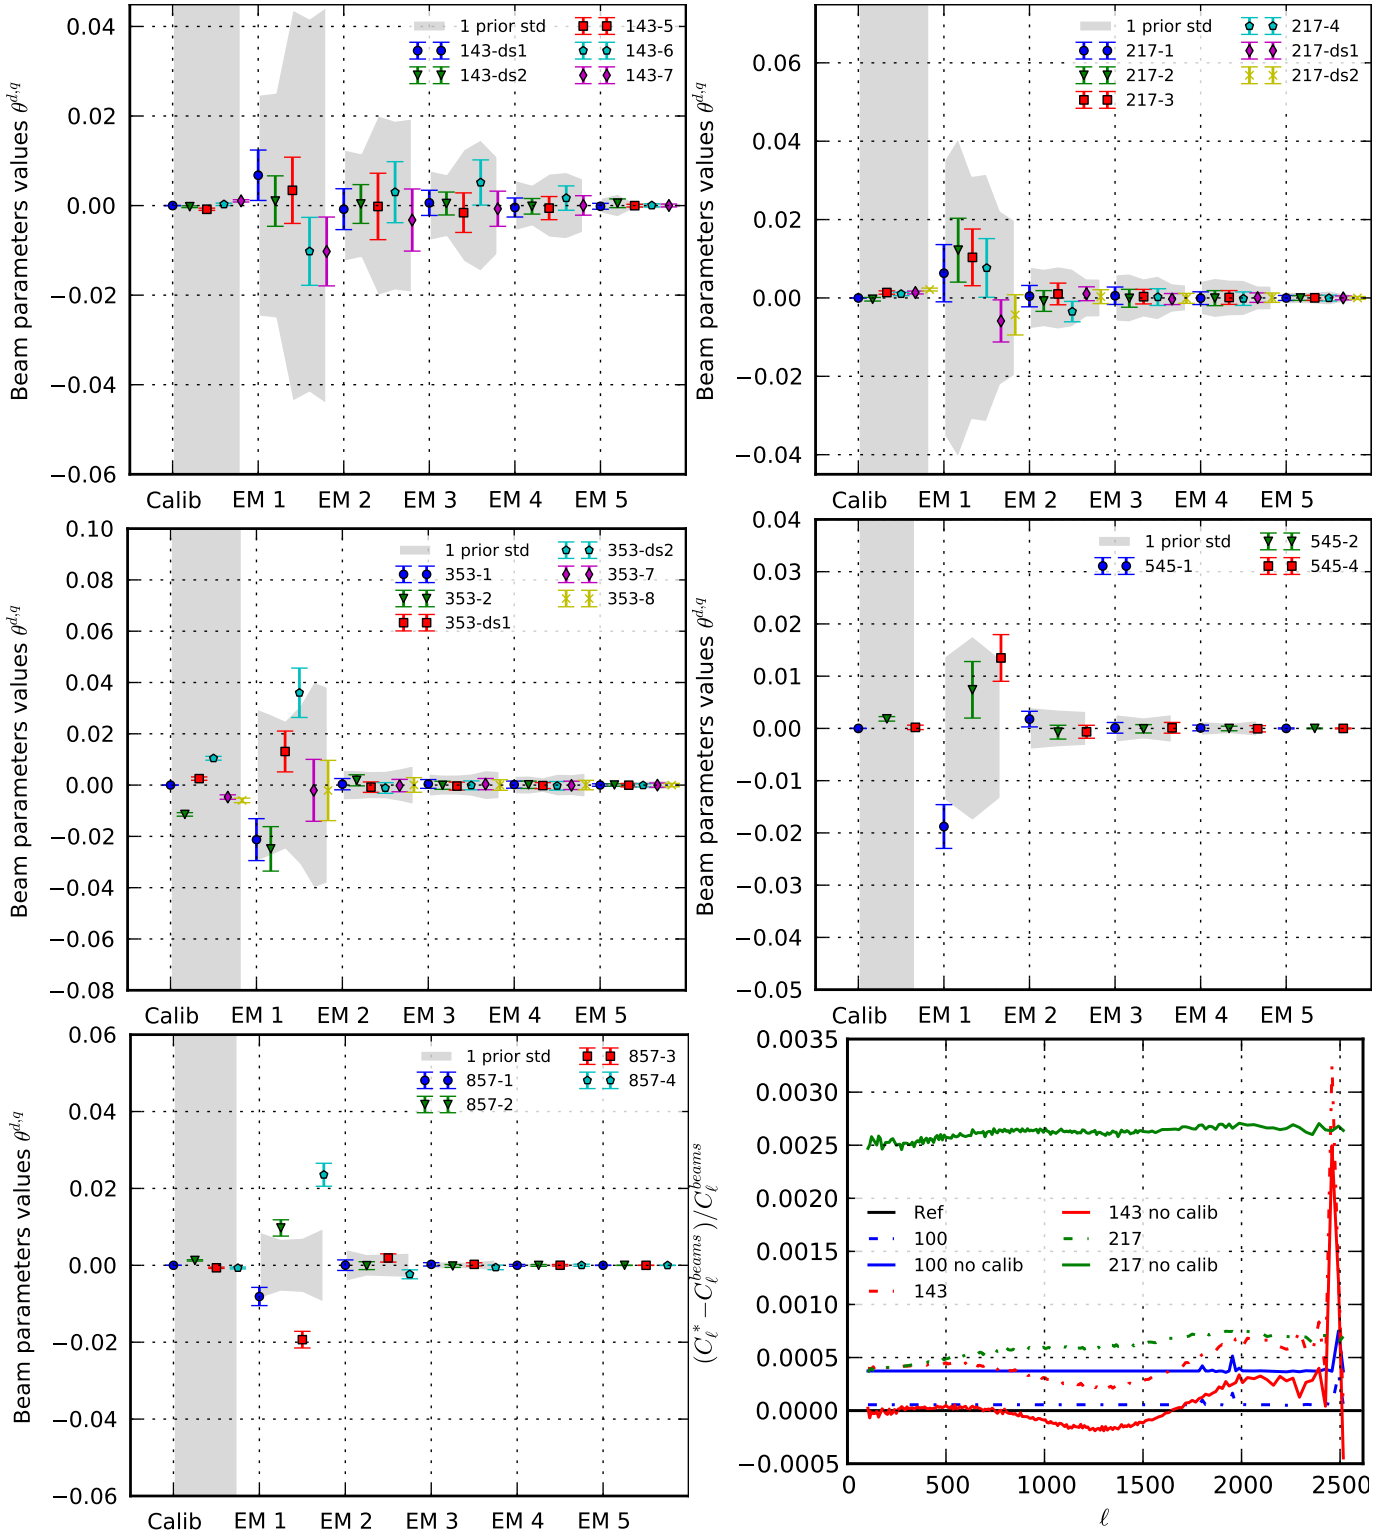 Beam parameters values θ^{d,q}
0.04
0.02
0.00
−0.02
−0.04
−0.06
1 prior std
143-ds1
143-ds2
143-5
143-6
143-7
Calib EM 1 EM 2 EM 3 EM 4 EM 5
Beam parameters values θ^{d,q}
0.06
0.04
0.02
0.00
−0.02
−0.04
1 prior std
217-1
217-2
217-3
217-4
217-ds1
217-ds2
Calib EM 1 EM 2 EM 3 EM 4 EM 5
Beam parameters values θ^{d,q}
0.10
0.08
0.06
0.04
0.02
0.00
−0.02
−0.04
−0.06
−0.08
1 prior std
353-1
353-2
353-ds1
353-ds2
353-7
353-8
Calib EM 1 EM 2 EM 3 EM 4 EM 5
Beam parameters values θ^{d,q}
0.04
0.03
0.02
0.01
0.00
−0.01
−0.02
−0.03
−0.04
−0.05
1 prior std
545-1
545-2
545-4
Calib EM 1 EM 2 EM 3 EM 4 EM 5
Beam parameters values θ^{d,q}
0.06
0.04
0.02
0.00
−0.02
−0.04
−0.06
1 prior std
857-1
857-2
857-3
857-4
Calib EM 1 EM 2 EM 3 EM 4 EM 5
(C_ℓ^* − C_ℓ^{beams})/C_ℓ^{beams}
0.0035
0.0030
0.0025
0.0020
0.0015
0.0010
0.0005
0.0000
−0.0005
Ref
100
100 no calib
143
143 no calib
217
217 no calib
0 500 1000 1500 2000 2500
ℓ